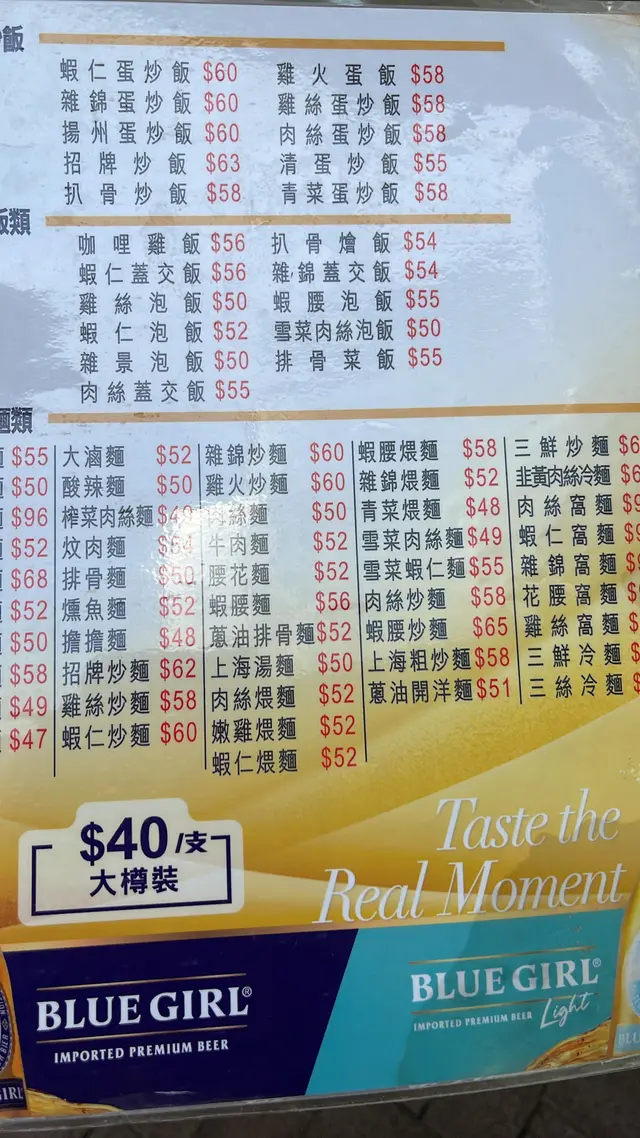 飯
蝦仁蛋炒飯 $60 雞火蛋飯 $58
雜錦蛋炒飯 $60 雞絲蛋炒飯 $58
揚州蛋炒飯 $60 肉絲蛋炒飯 $58
招牌炒飯 $63 清蛋炒飯 $55
扒骨炒飯 $58 青菜蛋炒飯 $58
飯類
咖哩雞飯 $56 扒骨燴飯 $54
蝦仁蓋交飯 $56 雜錦蓋交飯 $54
雞絲泡飯 $50 蝦腰泡飯 $55
蝦仁泡飯 $52 雪菜肉絲泡飯 $50
雜景泡飯 $50 排骨菜飯 $55
肉絲蓋交飯 $55
麵類
$55 大滷麵 $52 雜錦炒麵 $60 蝦腰煨麵 $58 三鮮炒麵
$50 酸辣麵 $50 雞火炒麵 $60 雜錦煨麵 $52 韭黃肉絲冷麵
$96 榨菜肉絲麵 肉絲麵 $50 青菜煨麵 $48 肉絲窩麵
$52 炆肉麵 牛肉麵 $52 雪菜肉絲麵 $49 蝦仁窩麵
$68 排骨麵 $50 腰花麵 $52 雪菜蝦仁麵 $55 雜錦窩麵
$52 燻魚麵 $52 蝦腰麵 $56 肉絲炒麵 $58 花腰窩麵
$50 擔擔麵 $48 蔥油排骨麵 $52 蝦腰炒麵 $65 雞絲窩麵
$58 招牌炒麵 $62 上海湯麵 $50 上海粗炒麵 $58 三鮮冷麵
$49 雞絲炒麵 $58 肉絲煨麵 $52 蔥油開洋麵 $51 三絲冷麵
$47 蝦仁炒麵 $60 嫩雞煨麵 $52
蝦仁煨麵 $52
$40/支
大樽裝
Taste the
Real Moment
BLUE GIRL®
IMPORTED PREMIUM BEER
BLUE GIRL®
IMPORTED PREMIUM BEER Light